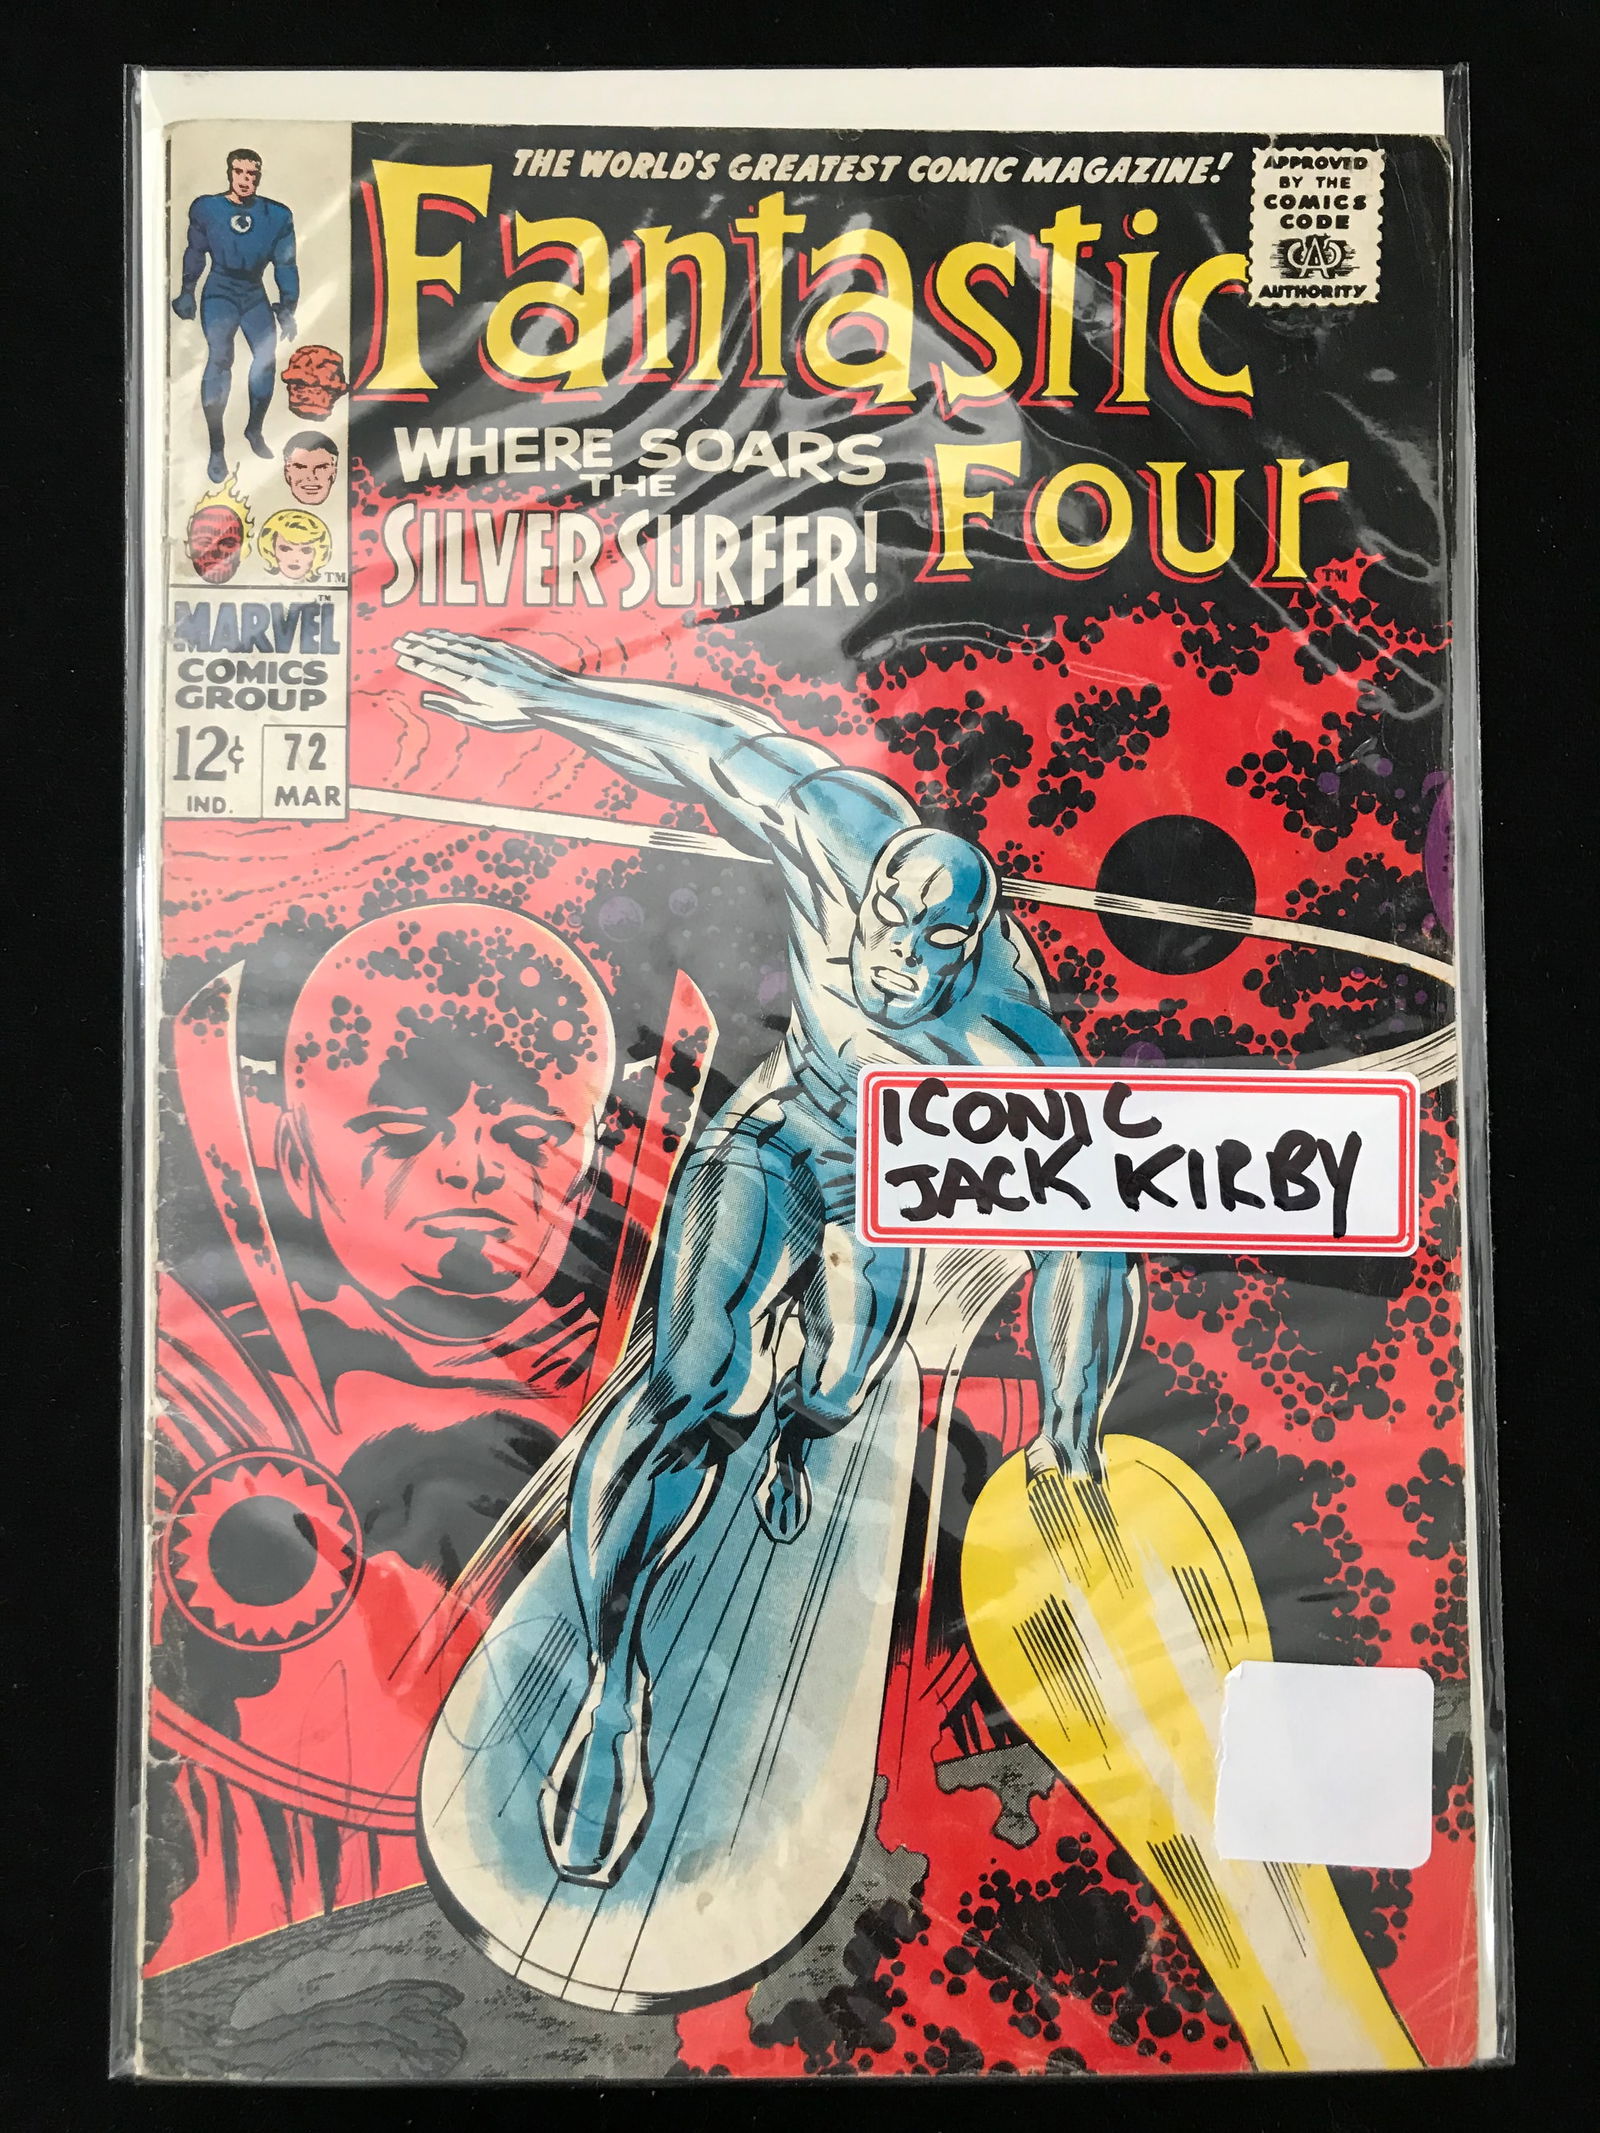 THE WORLD'S GREATEST COMIC MAGAZINE!
Fantastic
Four
TM
APPROVED
BY THE
COMICS
CODE
CA
AUTHORITY
WHERE SOARS
THE
SILVER SURFER!
TM
MARVEL™
COMICS
GROUP
12¢
IND.
72
MAR
ICONIC
JACK KIRBY